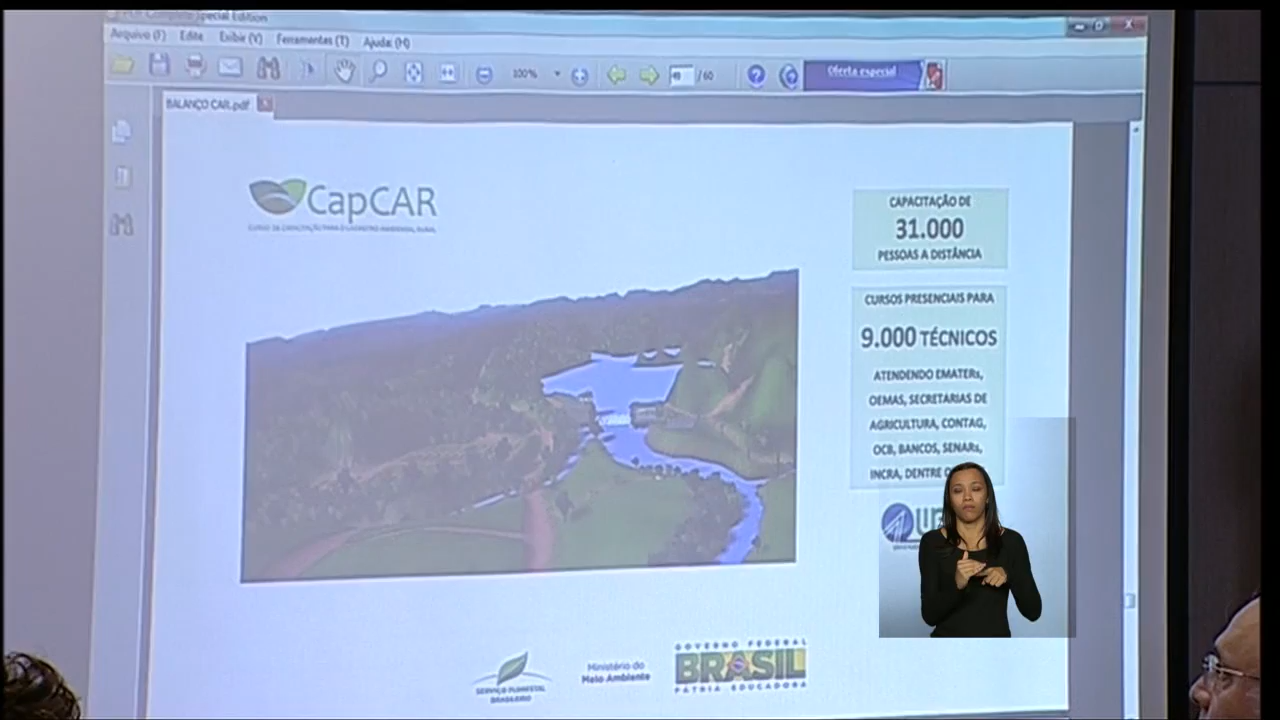 PDF Complete Special Edition
Arquivo (F) Edite Exibir (V) Ferramentas (T) Ajuda: (H)
100% 49 / 60 Oferta especial
BALANÇO CAR.pdf
CapCAR
CURSO DE CAPACITAÇÃO PARA O CADASTRO AMBIENTAL RURAL
CAPACITAÇÃO DE
31.000
PESSOAS A DISTÂNCIA
CURSOS PRESENCIAIS PARA
9.000 TÉCNICOS
ATENDENDO EMATERs,
OEMAS, SECRETARIAS DE
AGRICULTURA, CONTAG,
OCB, BANCOS, SENARs,
INCRA, DENTRE
SERVIÇO FLORESTAL
BRASILEIRO
Ministério do
Meio Ambiente
GOVERNO FEDERAL
BRASIL
PÁTRIA EDUCADORA